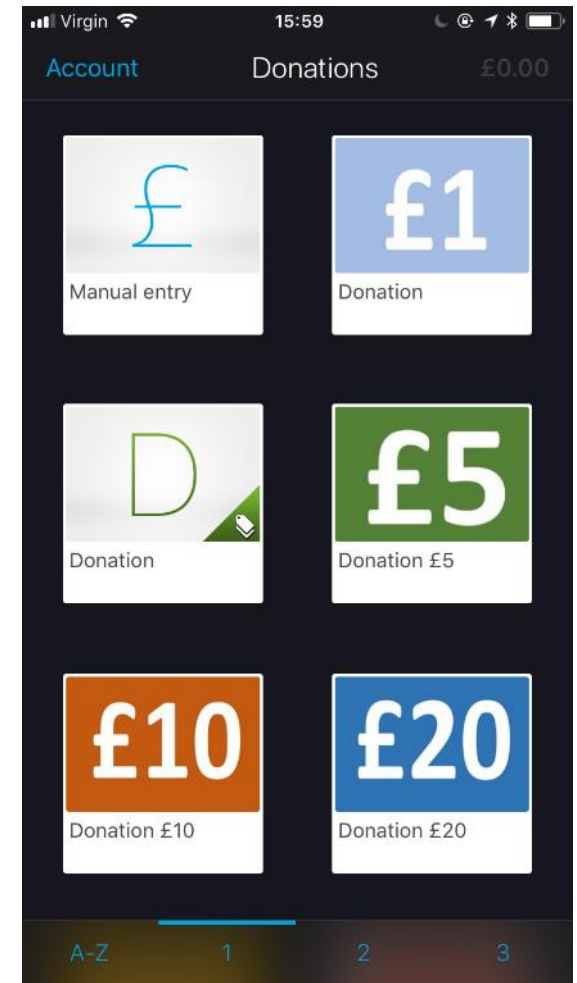 Virgin 15:59
Account Donations £0.00
£ £1
Manual entry Donation
D £5
Donation Donation £5
£10 £20
Donation £10 Donation £20
A-Z 1 2 3